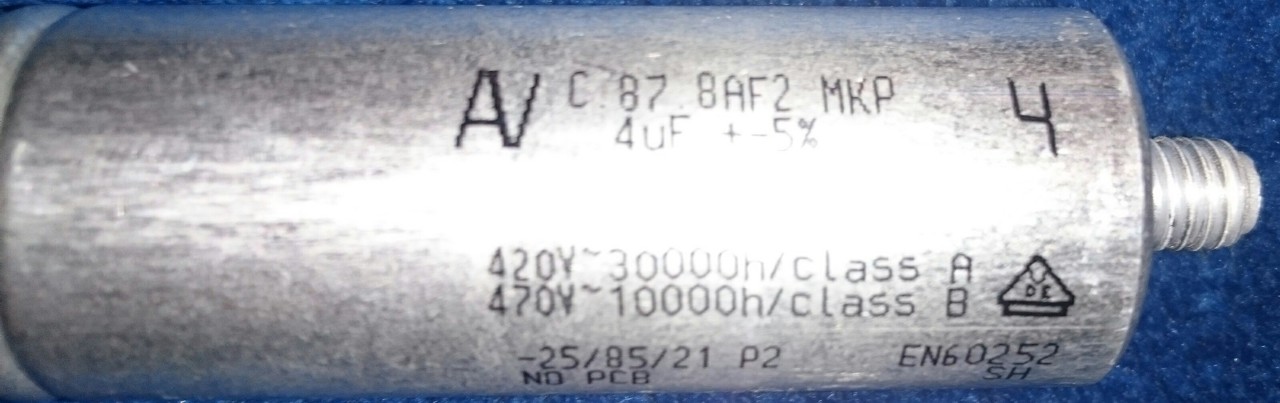 AV C.87.8AF2 MKP 4
4uF +-5%
420V~30000h/class A
470V~10000h/class B
VDE
-25/85/21 P2 EN60252
NO PCB SH